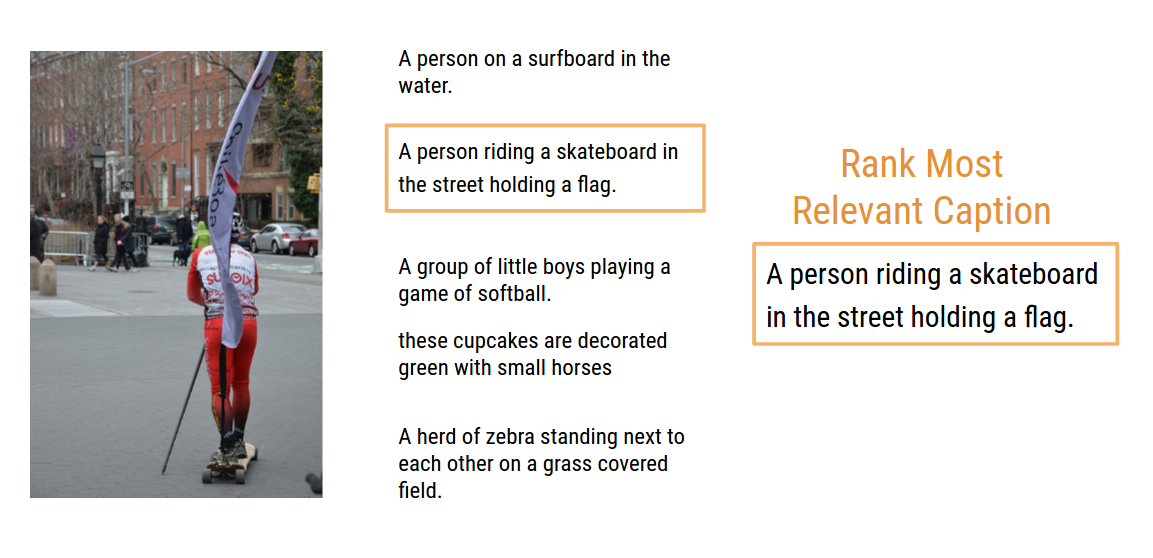 A person on a surfboard in the
water.
A person riding a skateboard in
the street holding a flag.
A group of little boys playing a
game of softball.
these cupcakes are decorated
green with small horses
A herd of zebra standing next to
each other on a grass covered
field.
Rank Most
Relevant Caption
A person riding a skateboard
in the street holding a flag.